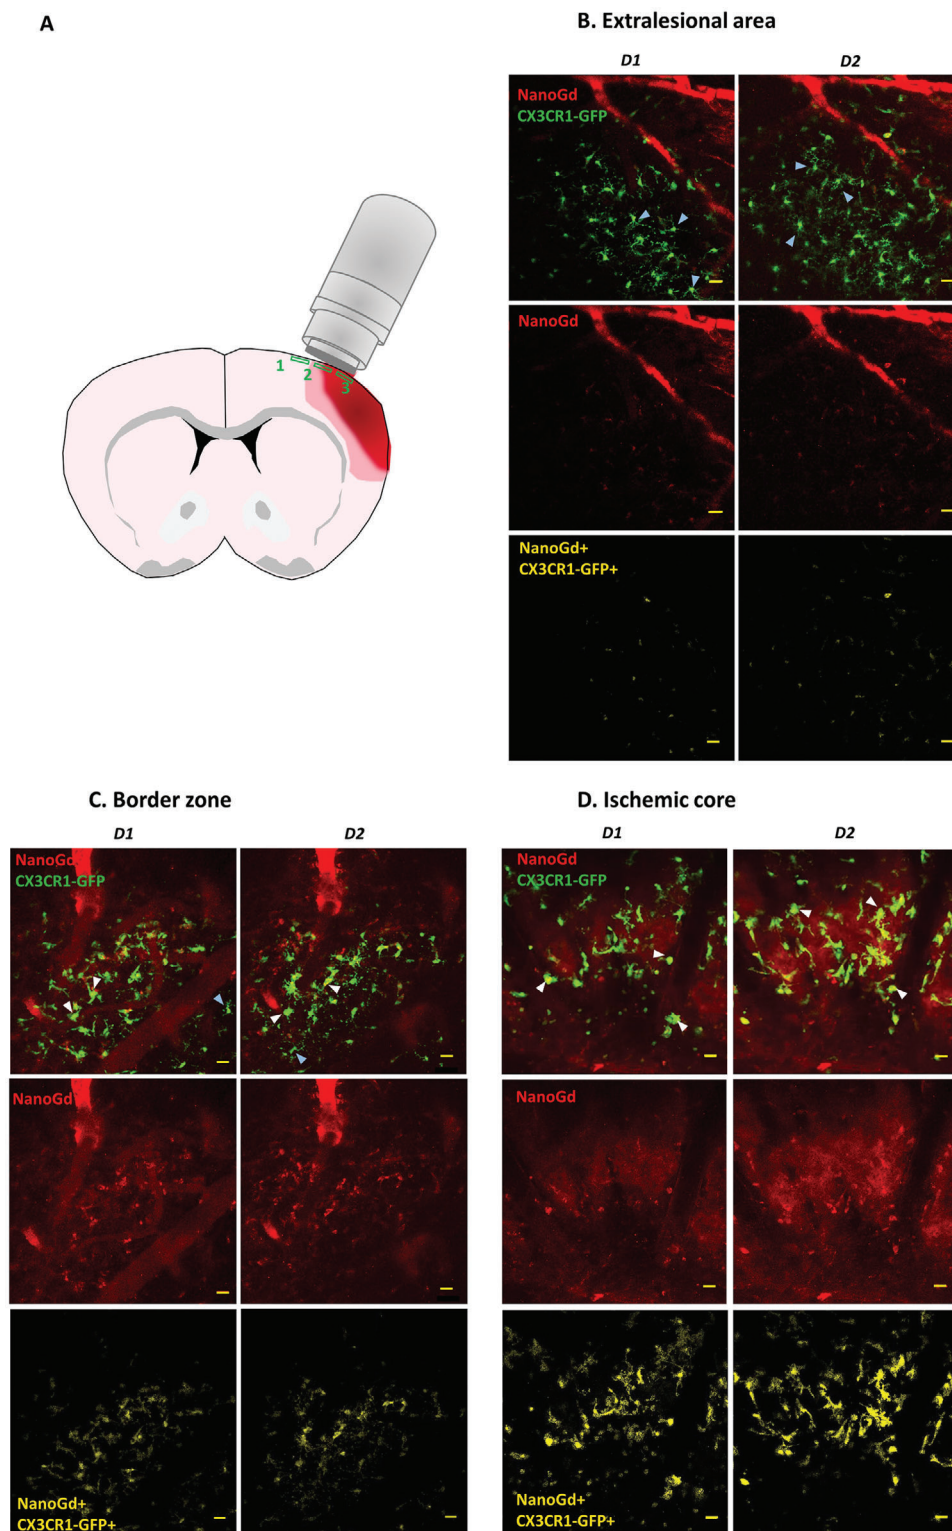 A
1
2
3
B. Extralesional area
D1
D2
NanoGd
CX3CR1-GFP
NanoGd
NanoGd+
CX3CR1-GFP+
C. Border zone
D1
D2
NanoGd
CX3CR1-GFP
NanoGd
NanoGd+
CX3CR1-GFP+
D. Ischemic core
D1
D2
NanoGd
CX3CR1-GFP
NanoGd
NanoGd+
CX3CR1-GFP+